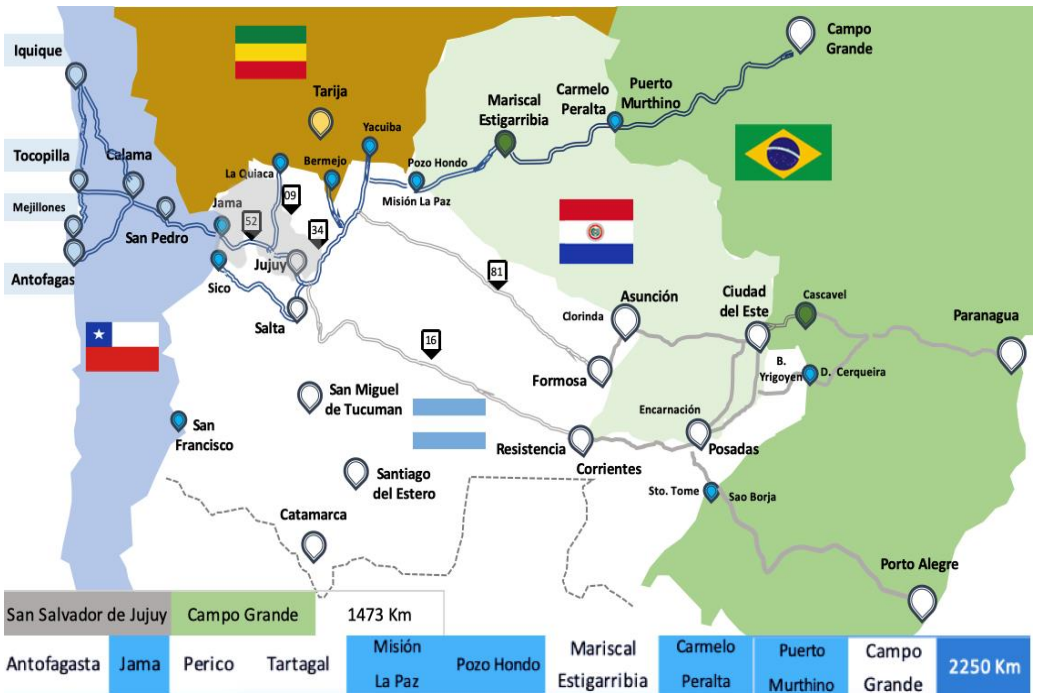 Iquique
Campo
Grande
Tarija
Mariscal
Estigarribia
Carmelo
Peralta
Puerto
Murthino
Yacuiba
Tocopilla
Calama
La Quiaca
Bermejo
Pozo Hondo
Misión La Paz
Mejillones
Jama
09
52
34
San Pedro
Jujuy
Antofagas
Sico
81
Salta
Asunción
Clorinda
Ciudad
del Este
Cascavel
Paranagua
16
Formosa
B.
Yrigoyen
D. Cerqueira
San Miguel
de Tucuman
Encarnación
San
Francisco
Resistencia
Posadas
Corrientes
Santiago
del Estero
Sto. Tome
Sao Borja
Catamarca
Porto Alegre
San Salvador de Jujuy
Campo Grande
1473 Km
Antofagasta
Jama
Perico
Tartagal
Misión
La Paz
Pozo Hondo
Mariscal
Estigarribia
Carmelo
Peralta
Puerto
Murthino
Campo
Grande
2250 Km